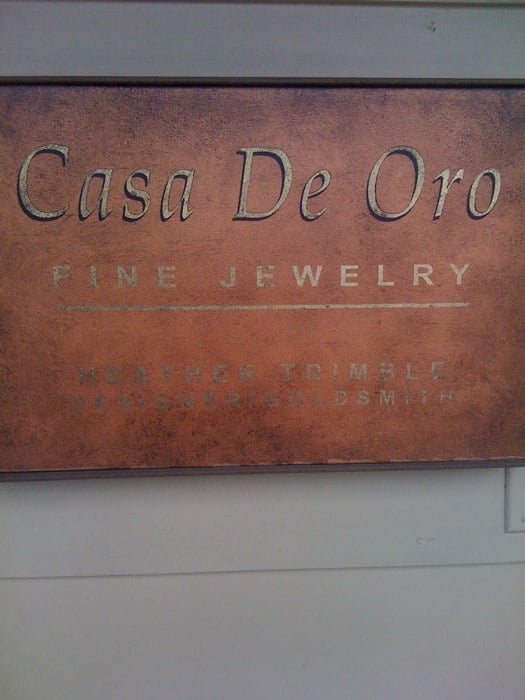 Casa De Oro
FINE JEWELRY
HEATHER TRIMBLE
DESIGNER/GOLDSMITH